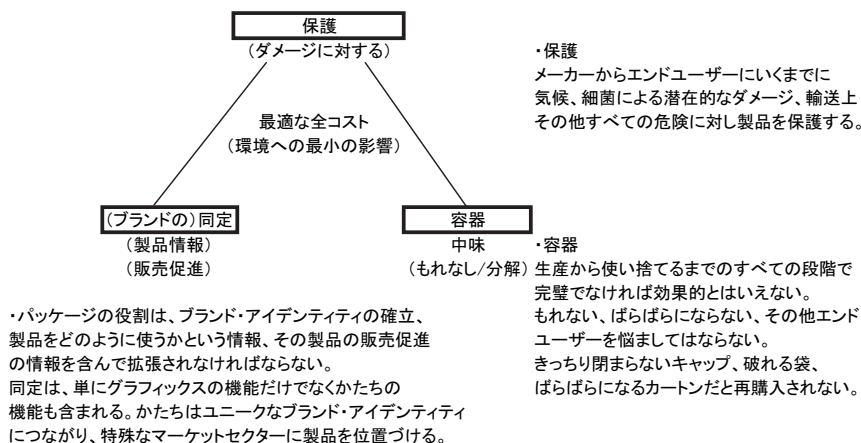 保護
(ダメージに対する)
・保護
メーカーからエンドユーザーにいくまでに
気候、細菌による潜在的なダメージ、輸送上
その他すべての危険に対し製品を保護する。
最適な全コスト
(環境への最小の影響)
(ブランドの)同定
(製品情報)
(販売促進)
容器
中味
(もれなし/分解)
・容器
生産から使い捨てるまでのすべての段階で
完璧でなければ効果的とはいえない。
もれない、ばらばらにならない、その他エンド
ユーザーを悩ましてはならない。
きっちり閉まらないキャップ、破れる袋、
ばらばらになるカートンだと再購入されない。
・パッケージの役割は、ブランド・アイデンティティの確立、
製品をどのように使うかという情報、その製品の販売促進
の情報を含んで拡張されなければならない。
同定は、単にグラフィックスの機能だけでなくかたちの
機能も含まれる。かたちはユニークなブランド・アイデンティティ
につながり、特殊なマーケットセクターに製品を位置づける。